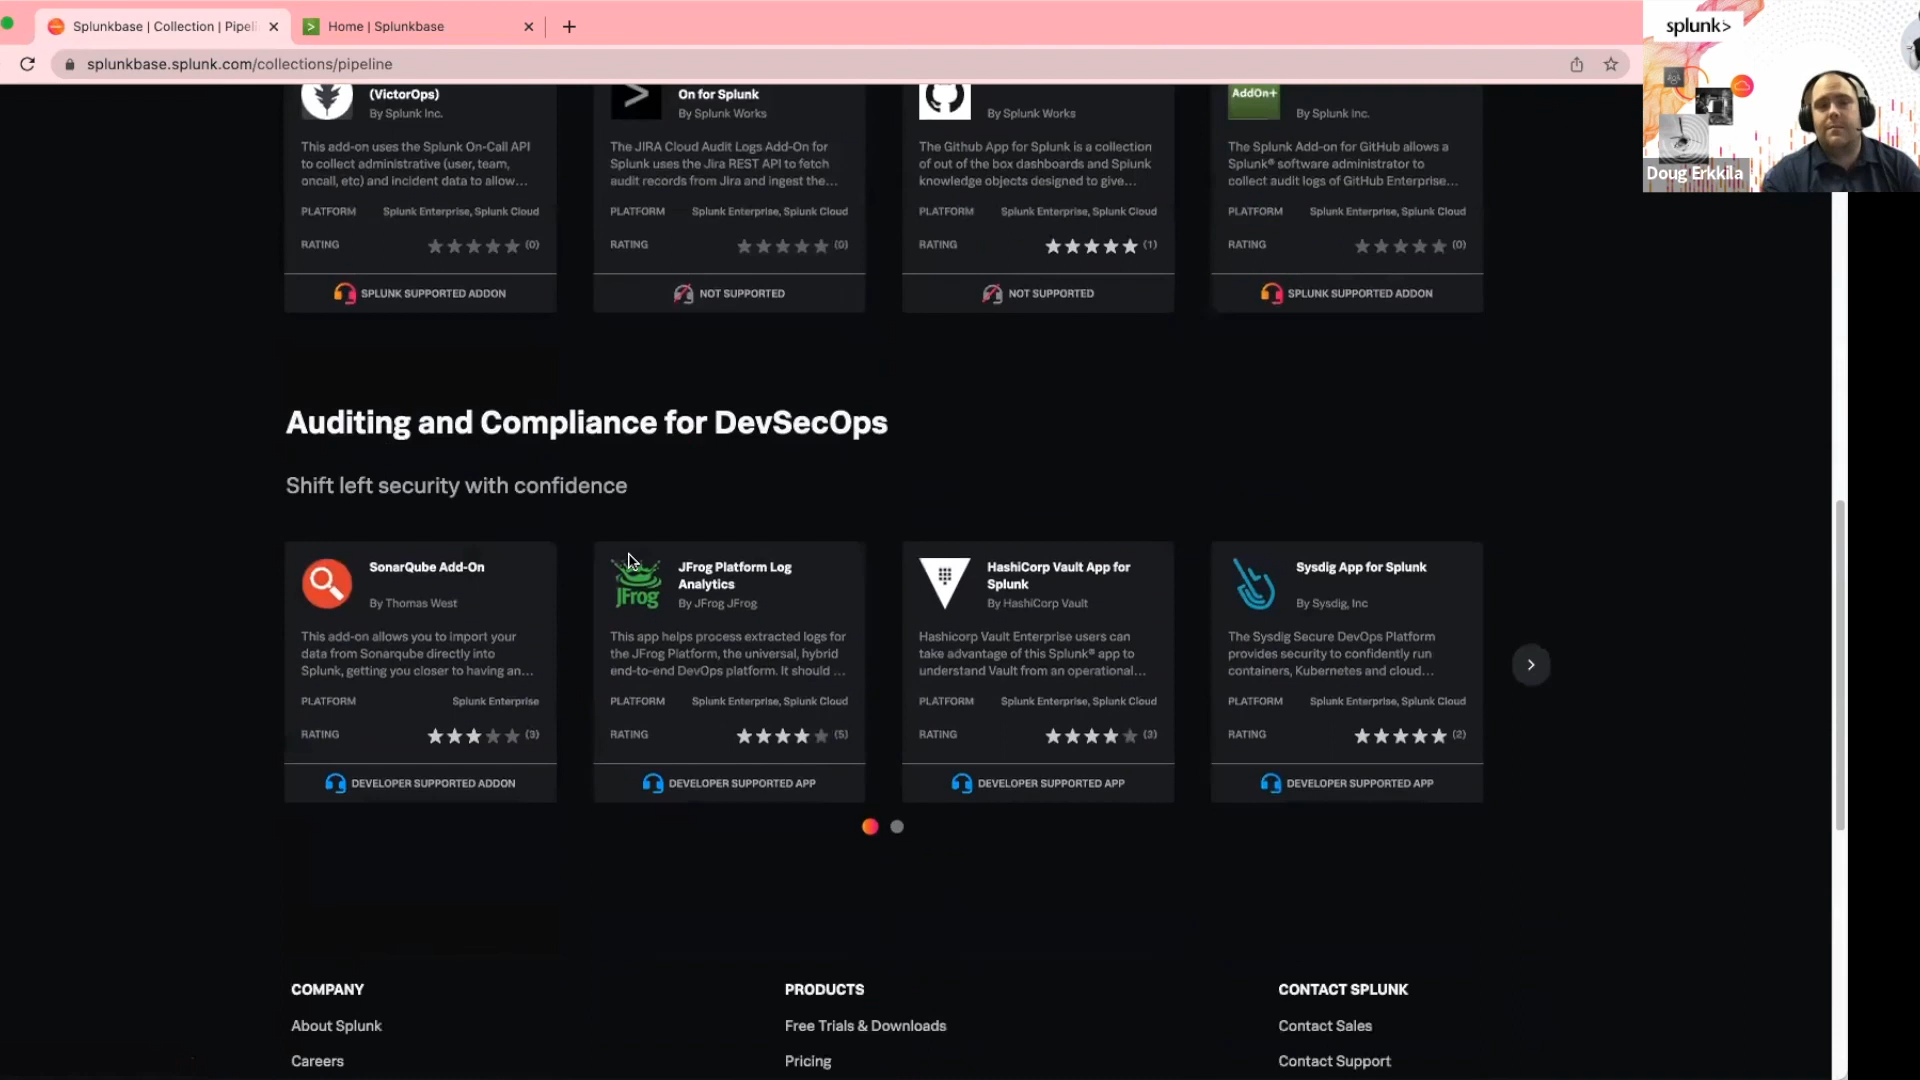 Splunkbase | Collection | Pipeli
Home | Splunkbase
splunkbase.splunk.com/collections/pipeline
splunk>
Doug Erkkila
(VictorOps)
By Splunk Inc.
This add-on uses the Splunk On-Call API
to collect administrative (user, team,
oncall, etc) and incident data to allow...
PLATFORM Splunk Enterprise, Splunk Cloud
RATING (0)
SPLUNK SUPPORTED ADDON
On for Splunk
By Splunk Works
The JIRA Cloud Audit Logs Add-On for
Splunk uses the Jira REST API to fetch
audit records from Jira and ingest the...
PLATFORM Splunk Enterprise, Splunk Cloud
RATING (0)
NOT SUPPORTED
By Splunk Works
The Github App for Splunk is a collection
of out of the box dashboards and Splunk
knowledge objects designed to give...
PLATFORM Splunk Enterprise, Splunk Cloud
RATING (1)
NOT SUPPORTED
AddOn+
By Splunk Inc.
The Splunk Add-on for GitHub allows a
Splunk® software administrator to
collect audit logs of GitHub Enterprise...
PLATFORM Splunk Enterprise, Splunk Cloud
RATING (0)
SPLUNK SUPPORTED ADDON
Auditing and Compliance for DevSecOps
Shift left security with confidence
SonarQube Add-On
By Thomas West
This add-on allows you to import your
data from Sonarqube directly into
Splunk, getting you closer to having an...
PLATFORM Splunk Enterprise
RATING (3)
DEVELOPER SUPPORTED ADDON
JFrog
JFrog Platform Log
Analytics
By JFrog JFrog
This app helps process extracted logs for
the JFrog Platform, the universal, hybrid
end-to-end DevOps platform. It should ...
PLATFORM Splunk Enterprise, Splunk Cloud
RATING (5)
DEVELOPER SUPPORTED APP
HashiCorp Vault App for
Splunk
By HashiCorp Vault
Hashicorp Vault Enterprise users can
take advantage of this Splunk® app to
understand Vault from an operational...
PLATFORM Splunk Enterprise, Splunk Cloud
RATING (3)
DEVELOPER SUPPORTED APP
Sysdig App for Splunk
By Sysdig, Inc
The Sysdig Secure DevOps Platform
provides security to confidently run
containers, Kubernetes and cloud...
PLATFORM Splunk Enterprise, Splunk Cloud
RATING (2)
DEVELOPER SUPPORTED APP
COMPANY
About Splunk
Careers
PRODUCTS
Free Trials & Downloads
Pricing
CONTACT SPLUNK
Contact Sales
Contact Support